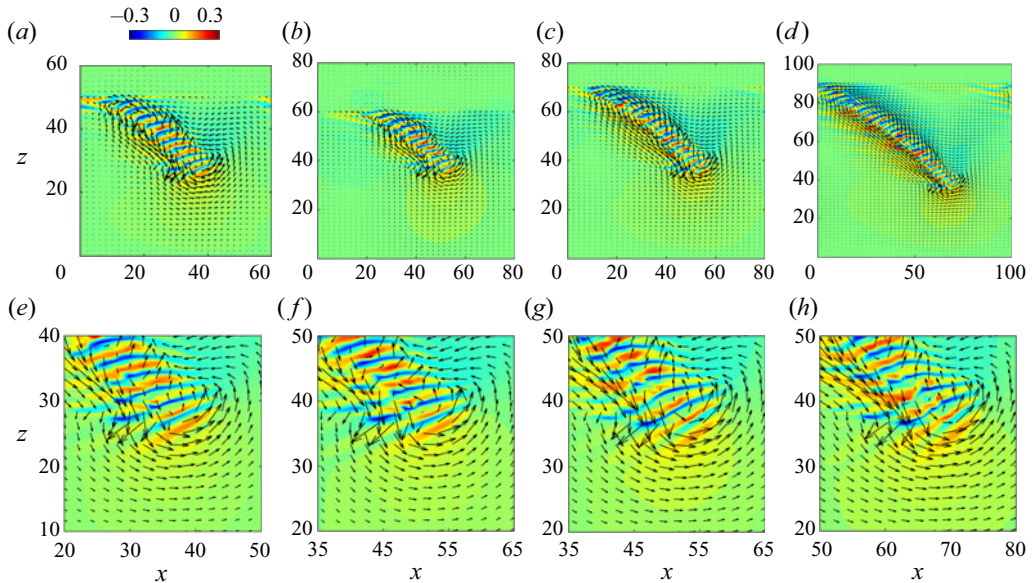 −0.3 0 0.3
(a) (b) (c) (d)
60 80 80 100
80
40 60 60
z 60
40 40
40
20 20 20
20
0 20 40 60 0 20 40 60 80 0 20 40 60 80 0 50 100
(e) (f) (g) (h)
40 50 50 50
z 30 40 40 40
20 30 30 30
10 20 20 20
20 30 40 50 35 45 55 65 35 45 55 65 50 60 70 80
x x x x